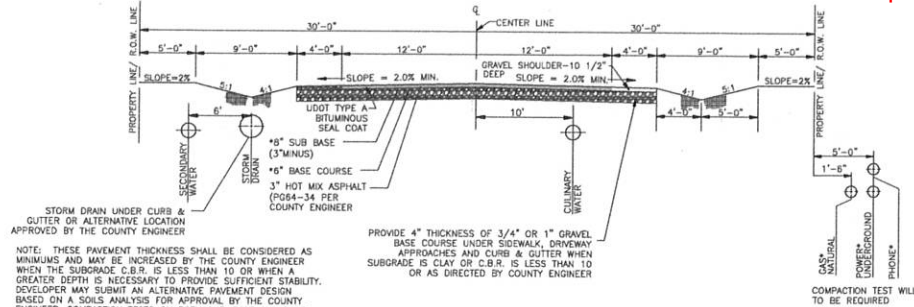 ℄
CENTER LINE
30'-0"
30'-0"
PROPERTY LINE/
R.O.W. LINE
PROPERTY LINE/
R.O.W. LINE
5'-0"
9'-0"
4'-0"
12'-0"
12'-0"
4'-0"
9'-0"
5'-0"
GRAVEL SHOULDER-10 1/2"
DEEP
SLOPE=2%
SLOPE = 2.0% MIN.
SLOPE = 2.0% MIN.
SLOPE=2%
5:1
4:1
4:1
5:1
6'
UDOT TYPE A
BITUMINOUS
SEAL COAT
10'
4'-0"
5'-0"
*8" SUB BASE
(3"MINUS)
*6" BASE COURSE
3" HOT MIX ASPHALT
(PG64-34 PER
COUNTY ENGINEER
SECONDARY
WATER
STORM
DRAIN
CULINARY
WATER
5'-0"
1'-6"
STORM DRAIN UNDER CURB &
GUTTER OR ALTERNATIVE LOCATION
APPROVED BY THE COUNTY ENGINEER
PROVIDE 4" THICKNESS OF 3/4" OR 1" GRAVEL
BASE COURSE UNDER SIDEWALK, DRIVEWAY
APPROACHES AND CURB & GUTTER WHEN
SUBGRADE IS CLAY OR C.B.R. IS LESS THAN 10
OR AS DIRECTED BY COUNTY ENGINEER
GAS*
NATURAL
POWER*
UNDERGROUND
PHONE*
NOTE: THESE PAVEMENT THICKNESS SHALL BE CONSIDERED AS
MINIMUMS AND MAY BE INCREASED BY THE COUNTY ENGINEER
WHEN THE SUBGRADE C.B.R. IS LESS THAN 10 OR WHEN A
GREATER DEPTH IS NECESSARY TO PROVIDE SUFFICIENT STABILITY.
DEVELOPER MAY SUBMIT AN ALTERNATIVE PAVEMENT DESIGN
BASED ON A SOILS ANALYSIS FOR APPROVAL BY THE COUNTY
COMPACTION TEST WILL
TO BE REQUIRED